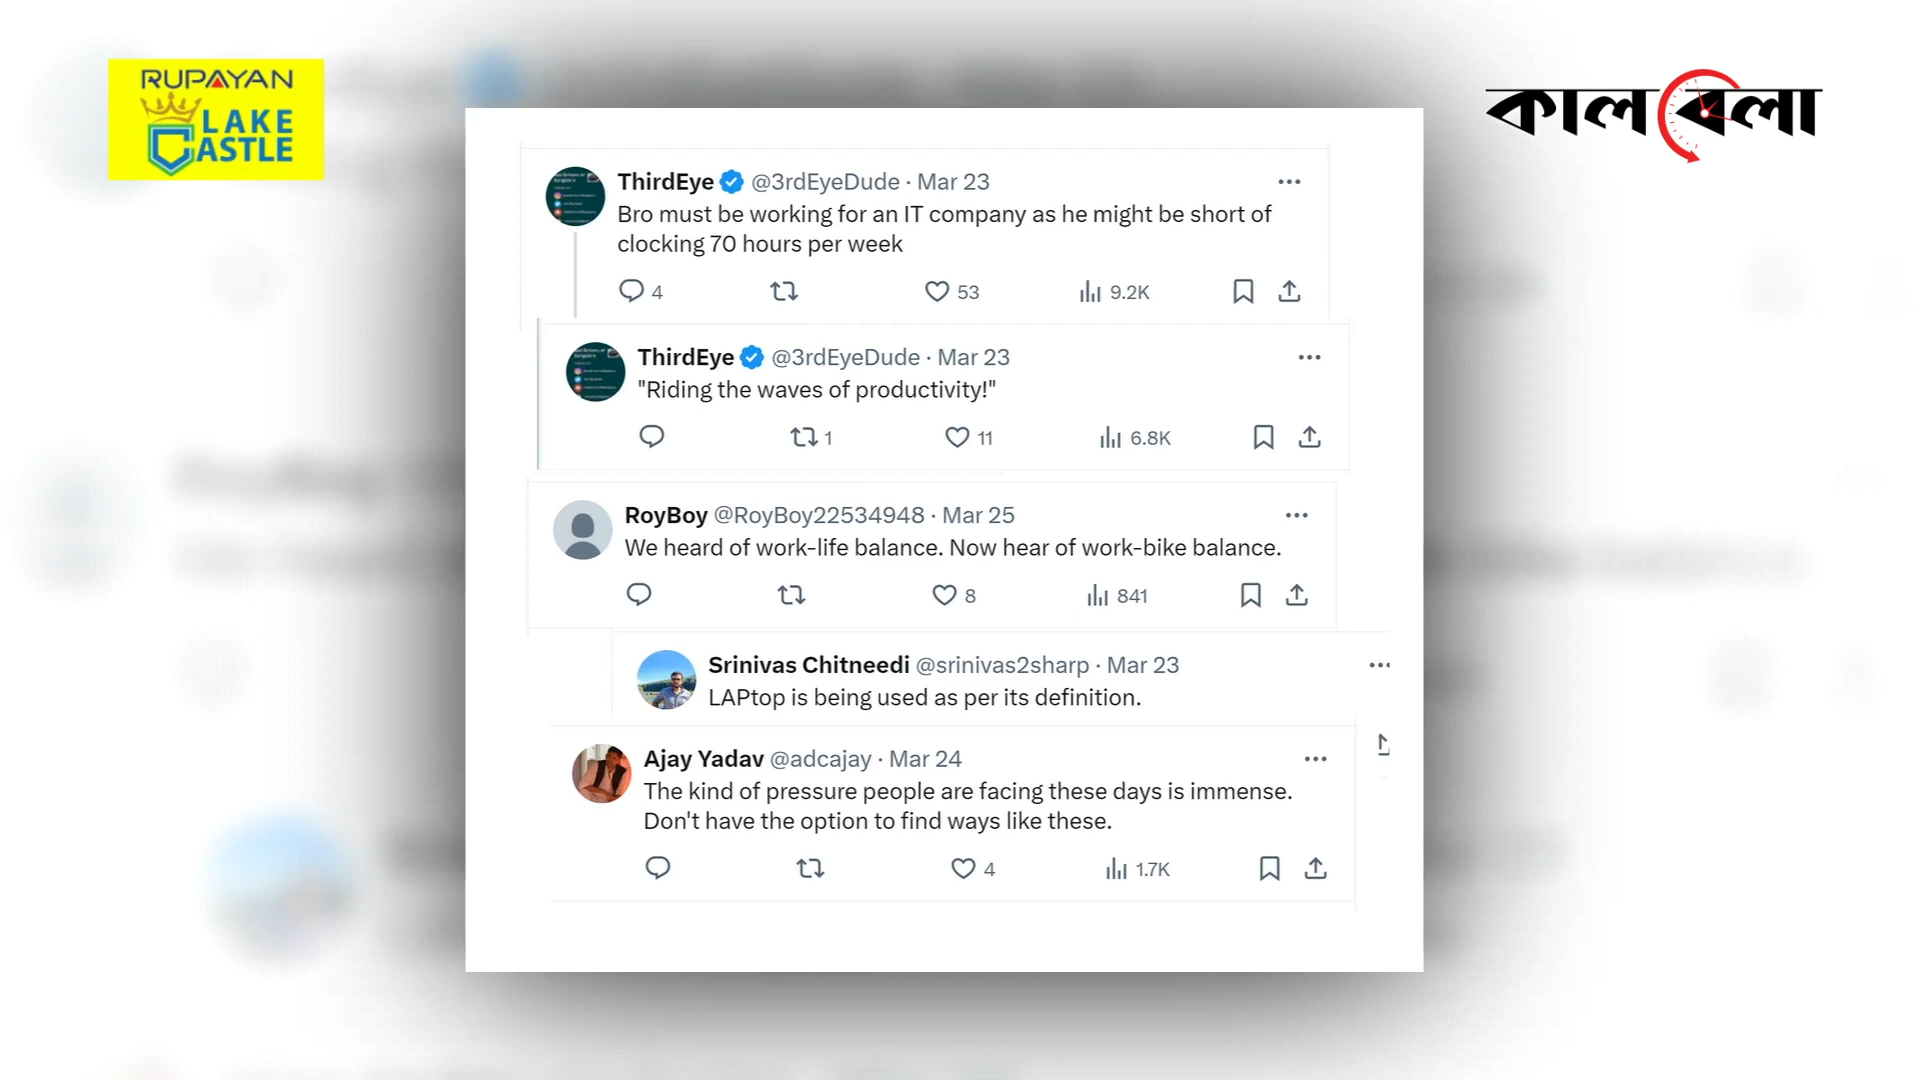 RUPAYAN
LAKE
CASTLE
কালবেলা
ThirdEye @3rdEyeDude · Mar 23
Bro must be working for an IT company as he might be short of
clocking 70 hours per week
4 53 9.2K
ThirdEye @3rdEyeDude · Mar 23
"Riding the waves of productivity!"
1 11 6.8K
RoyBoy @RoyBoy22534948 · Mar 25
We heard of work-life balance. Now hear of work-bike balance.
8 841
Srinivas Chitneedi @srinivas2sharp · Mar 23
LAPtop is being used as per its definition.
Ajay Yadav @adcajay · Mar 24
The kind of pressure people are facing these days is immense.
Don't have the option to find ways like these.
4 1.7K